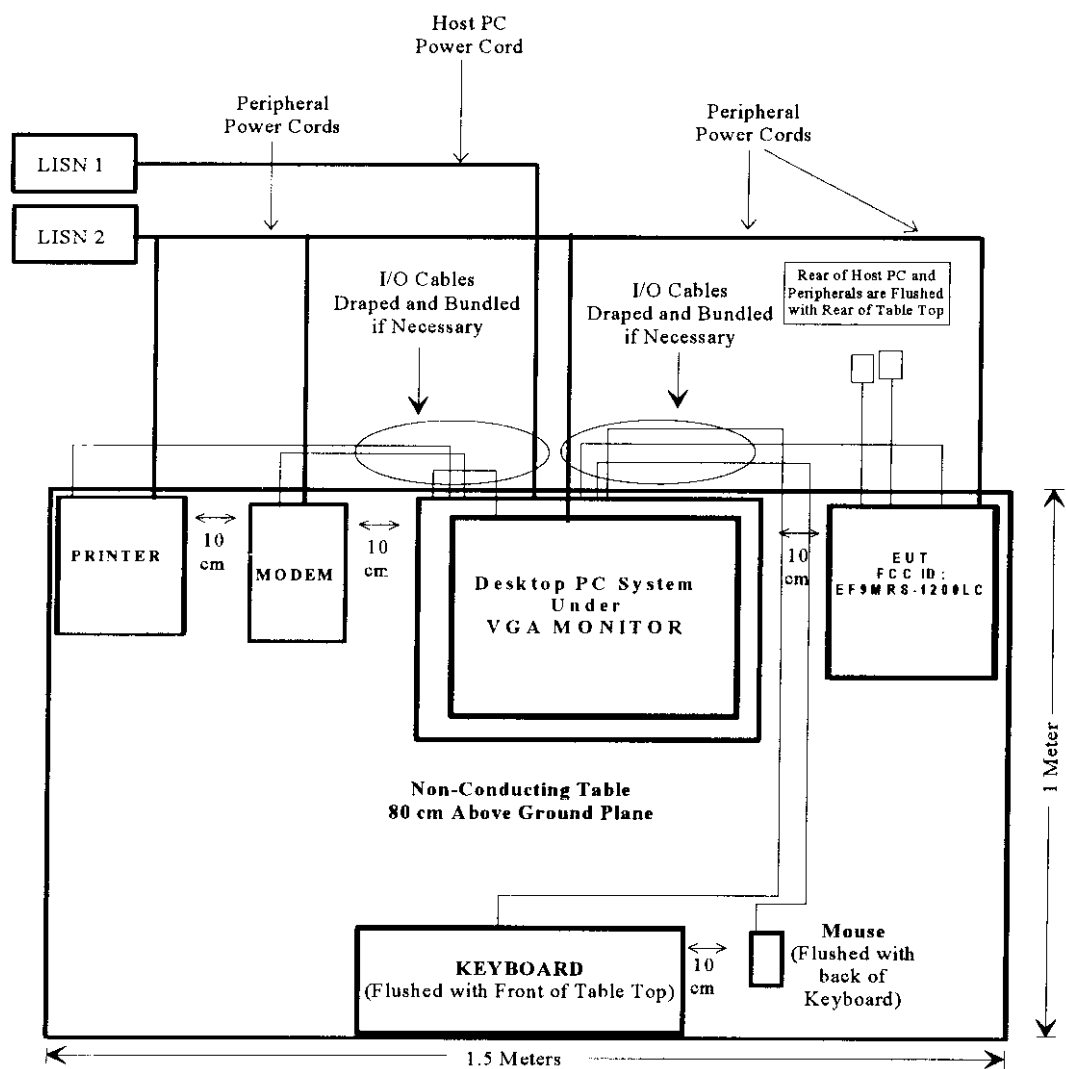 Host PC
Power Cord
Peripheral
Power Cords
Peripheral
Power Cords
LISN 1
LISN 2
I/O Cables
Draped and Bundled
if Necessary
I/O Cables
Draped and Bundled
if Necessary
Rear of Host PC and
Peripherals are Flushed
with Rear of Table Top
PRINTER
10
cm
MODEM
10
cm
Desktop PC System
Under
VGA MONITOR
10
cm
EUT
FCC ID:
EF9MRS-1200LC
1 Meter
Non-Conducting Table
80 cm Above Ground Plane
KEYBOARD
(Flushed with Front of Table Top)
10
cm
Mouse
(Flushed with
back of
Keyboard)
1.5 Meters